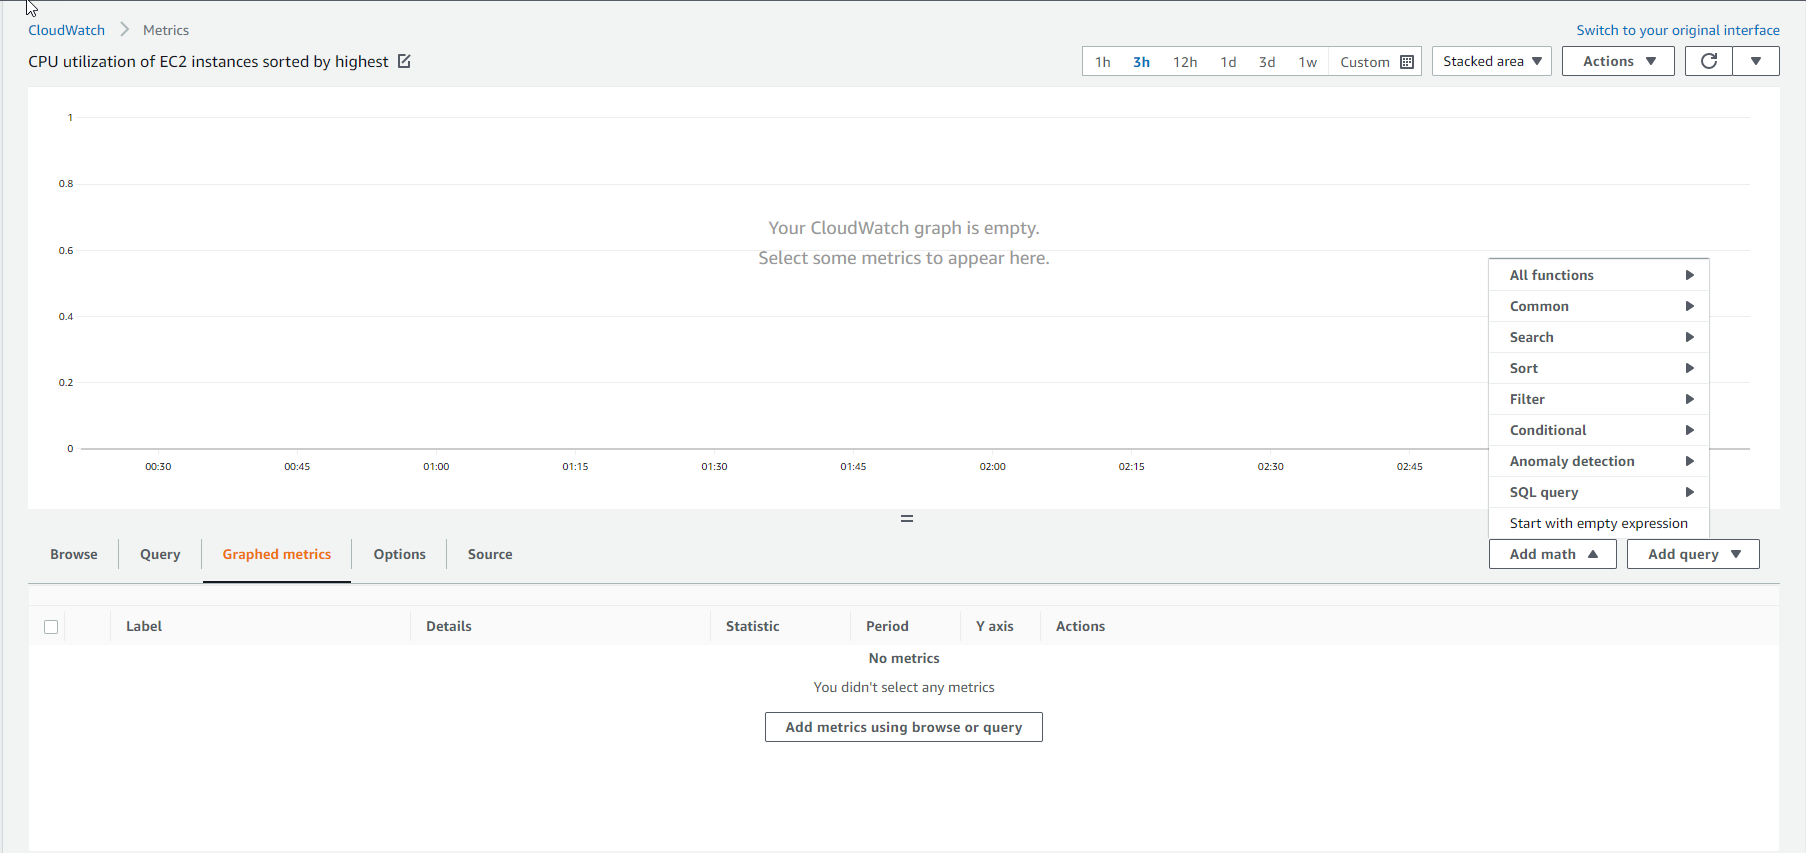 CloudWatch
Metrics
Switch to your original interface
CPU utilization of EC2 instances sorted by highest
1h 3h 12h 1d 3d 1w Custom
Stacked area
Actions
1
0.8
0.6
0.4
0.2
0
Your CloudWatch graph is empty.
Select some metrics to appear here.
00:30 00:45 01:00 01:15 01:30 01:45 02:00 02:15 02:30 02:45
All functions
Common
Search
Sort
Filter
Conditional
Anomaly detection
SQL query
Start with empty expression
Browse Query Graphed metrics Options Source
Add math
Add query
Label Details Statistic Period Y axis Actions
No metrics
You didn't select any metrics
Add metrics using browse or query